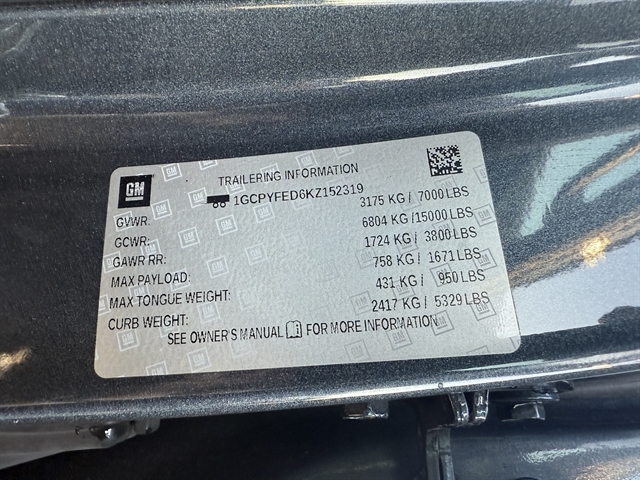 GM
TRAILERING INFORMATION
1GCPYFED6KZ152319
GVWR: 3175 KG / 7000 LBS
GCWR: 6804 KG / 15000 LBS
GAWR RR: 1724 KG / 3800 LBS
MAX PAYLOAD: 758 KG / 1671 LBS
MAX TONGUE WEIGHT: 431 KG / 950 LBS
CURB WEIGHT: 2417 KG / 5329 LBS
SEE OWNER'S MANUAL FOR MORE INFORMATION